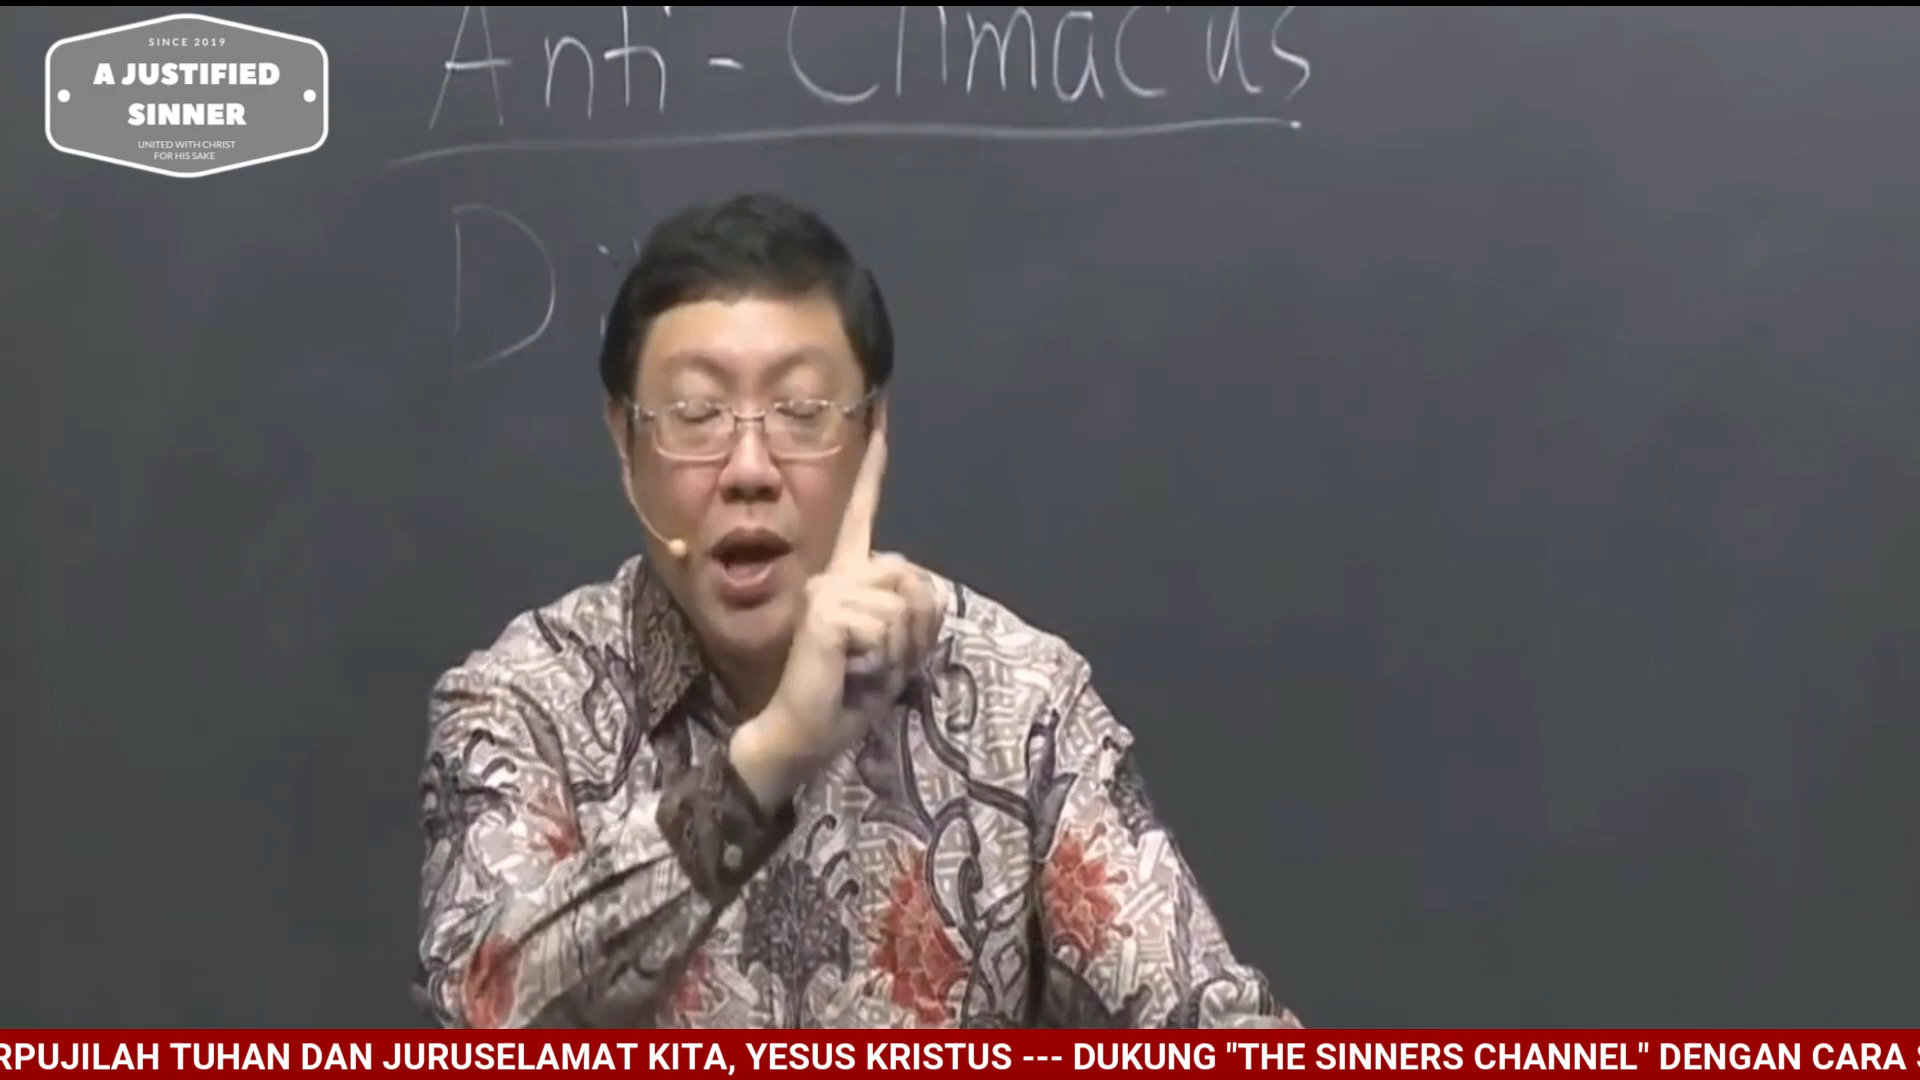 SINCE 2019
A JUSTIFIED
SINNER
UNITED WITH CHRIST
FOR HIS SAKE
Anti-Climacus
RPUJILAH TUHAN DAN JURUSELAMAT KITA, YESUS KRISTUS --- DUKUNG "THE SINNERS CHANNEL" DENGAN CARA